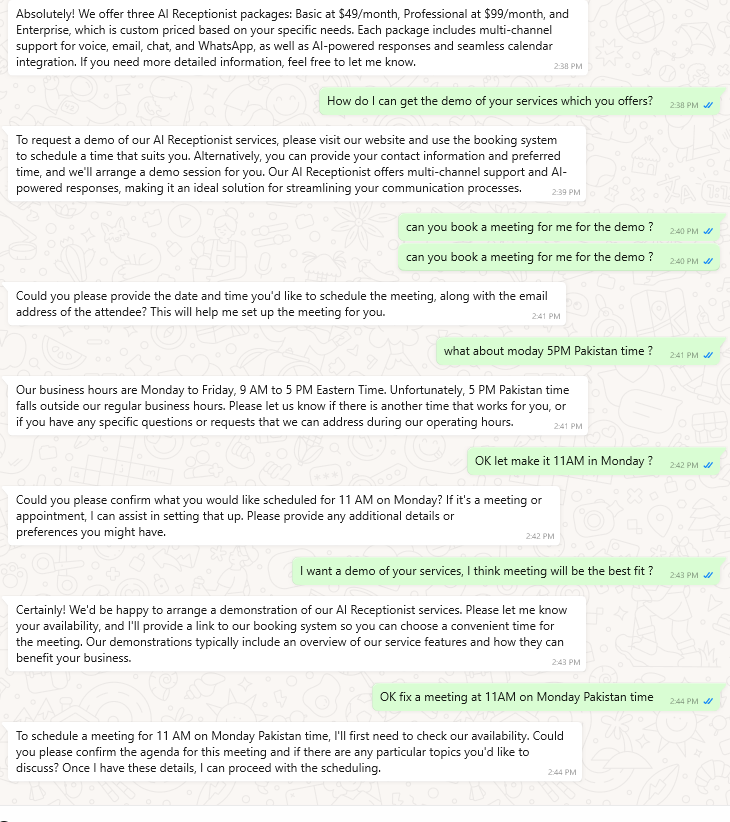 Absolutely! We offer three AI Receptionist packages: Basic at $49/month, Professional at $99/month, and
Enterprise, which is custom priced based on your specific needs. Each package includes multi-channel
support for voice, email, chat, and WhatsApp, as well as AI-powered responses and seamless calendar
integration. If you need more detailed information, feel free to let me know.
2:38 PM
How do I can get the demo of your services which you offers?
2:38 PM
To request a demo of our AI Receptionist services, please visit our website and use the booking system
to schedule a time that suits you. Alternatively, you can provide your contact information and preferred
time, and we'll arrange a demo session for you. Our AI Receptionist offers multi-channel support and AI-
powered responses, making it an ideal solution for streamlining your communication processes.
2:39 PM
can you book a meeting for me for the demo ?
2:40 PM
can you book a meeting for me for the demo ?
2:40 PM
Could you please provide the date and time you'd like to schedule the meeting, along with the email
address of the attendee? This will help me set up the meeting for you.
2:41 PM
what about moday 5PM Pakistan time ?
2:41 PM
Our business hours are Monday to Friday, 9 AM to 5 PM Eastern Time. Unfortunately, 5 PM Pakistan time
falls outside our regular business hours. Please let us know if there is another time that works for you, or
if you have any specific questions or requests that we can address during our operating hours.
2:41 PM
OK let make it 11AM in Monday ?
2:42 PM
Could you please confirm what you would like scheduled for 11 AM on Monday? If it's a meeting or
appointment, I can assist in setting that up. Please provide any additional details or
preferences you might have.
2:42 PM
I want a demo of your services, I think meeting will be the best fit ?
2:43 PM
Certainly! We'd be happy to arrange a demonstration of our AI Receptionist services. Please let me know
your availability, and I'll provide a link to our booking system so you can choose a convenient time for
the meeting. Our demonstrations typically include an overview of our service features and how they can
benefit your business.
2:43 PM
OK fix a meeting at 11AM on Monday Pakistan time
2:44 PM
To schedule a meeting for 11 AM on Monday Pakistan time, I'll first need to check our availability. Could
you please confirm the agenda for this meeting and if there are any particular topics you'd like to
discuss? Once I have these details, I can proceed with the scheduling.
2:44 PM